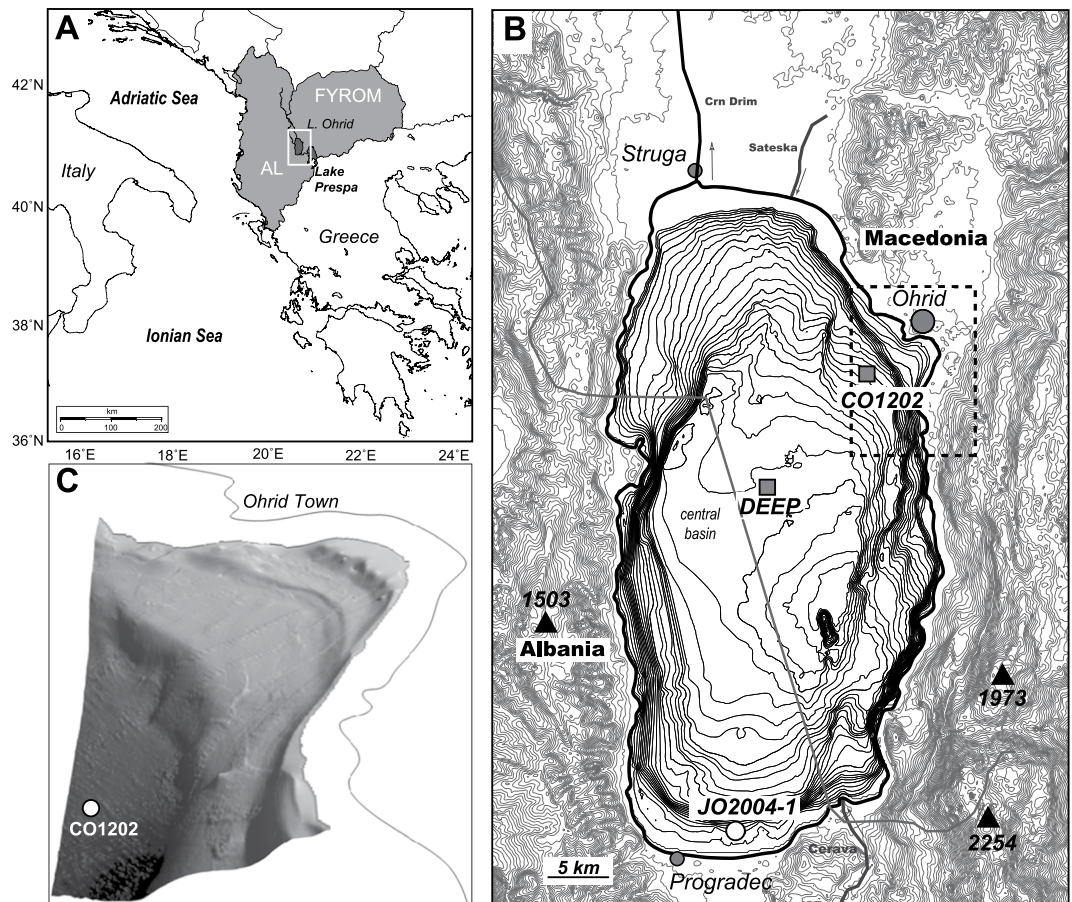 A
42°N
40°N
38°N
36°N
16°E
18°E
20°E
22°E
24°E
Adriatic Sea
FYROM
L. Ohrid
AL
Lake
Prespa
Italy
Greece
Ionian Sea
km
0 100 200
B
Crn Drim
Sateska
Struga
Macedonia
Ohrid
CO1202
DEEP
central
basin
1503
Albania
1973
JO2004-1
2254
Cerava
5 km
Progradec
C
Ohrid Town
CO1202